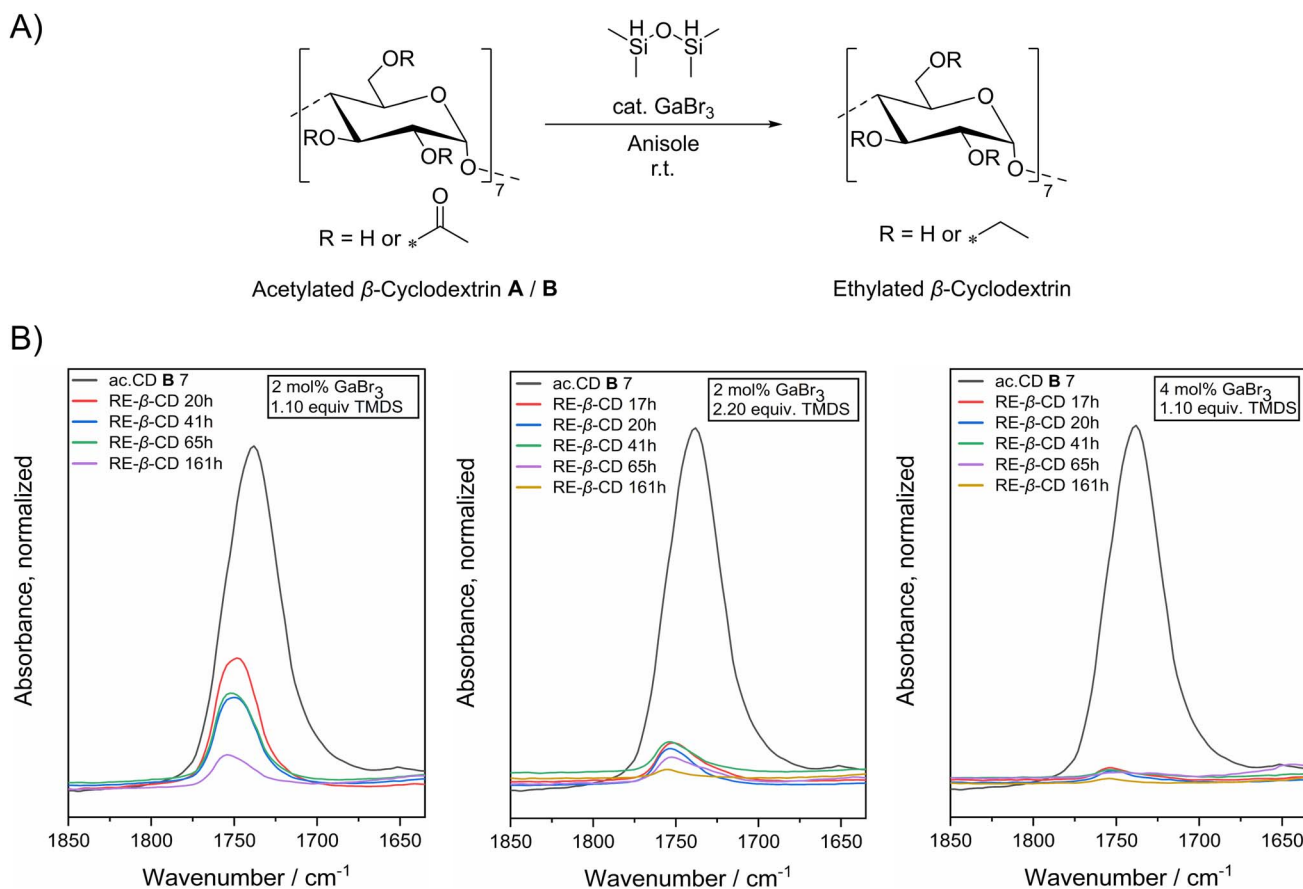 A)
H H
Si O Si
OR
O
RO
OR
O
7
cat. GaBr₃
Anisole
r.t.
OR
O
RO
OR
O
7
O
R = H or *
R = H or *
Acetylated β-Cyclodextrin A / B
Ethylated β-Cyclodextrin
B)
ac.CD B 7
RE-β-CD 20h
RE-β-CD 41h
RE-β-CD 65h
RE-β-CD 161h
2 mol% GaBr₃
1.10 equiv TMDS
Absorbance, normalized
1850 1800 1750 1700 1650
Wavenumber / cm⁻¹
ac.CD B 7
RE-β-CD 17h
RE-β-CD 20h
RE-β-CD 41h
RE-β-CD 65h
RE-β-CD 161h
2 mol% GaBr₃
2.20 equiv. TMDS
Absorbance, normalized
1850 1800 1750 1700 1650
Wavenumber / cm⁻¹
ac.CD B 7
RE-β-CD 17h
RE-β-CD 20h
RE-β-CD 41h
RE-β-CD 65h
RE-β-CD 161h
4 mol% GaBr₃
1.10 equiv. TMDS
Absorbance, normalized
1850 1800 1750 1700 1650
Wavenumber / cm⁻¹